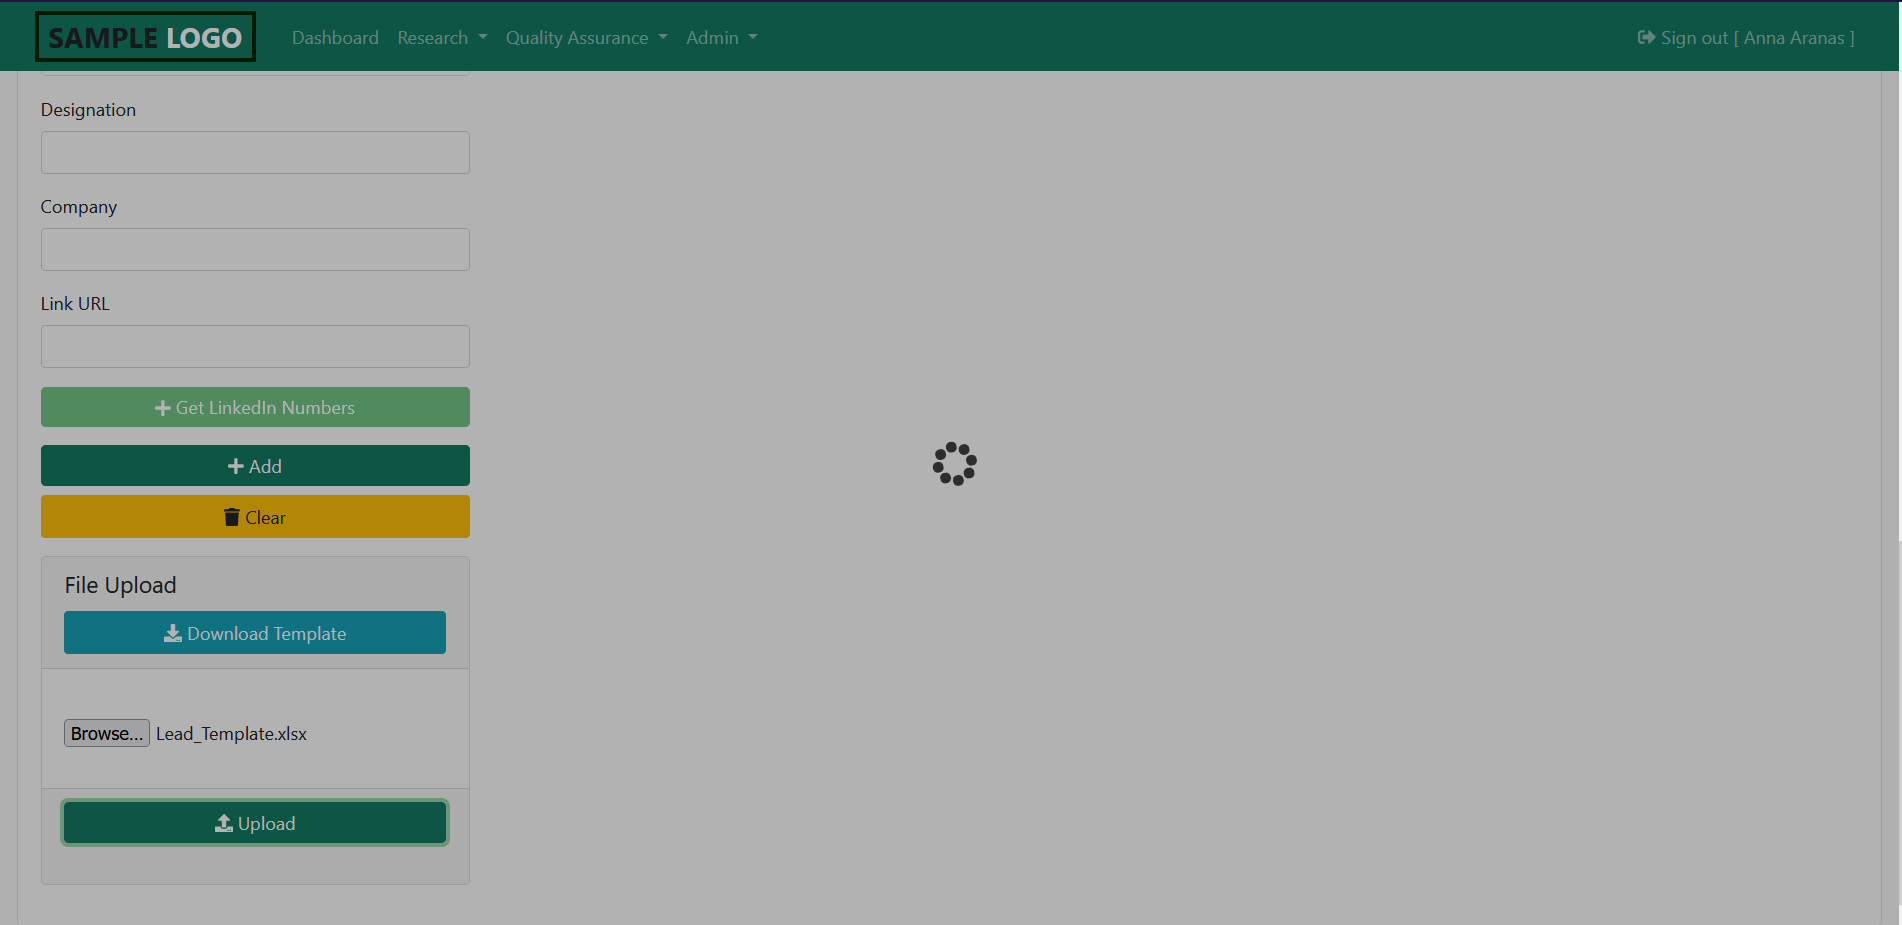 SAMPLE LOGO Dashboard Research Quality Assurance Admin Sign out [ Anna Aranas ]
Designation
Company
Link URL
Get LinkedIn Numbers
Add
Clear
File Upload
Download Template
Browse... Lead_Template.xlsx
Upload